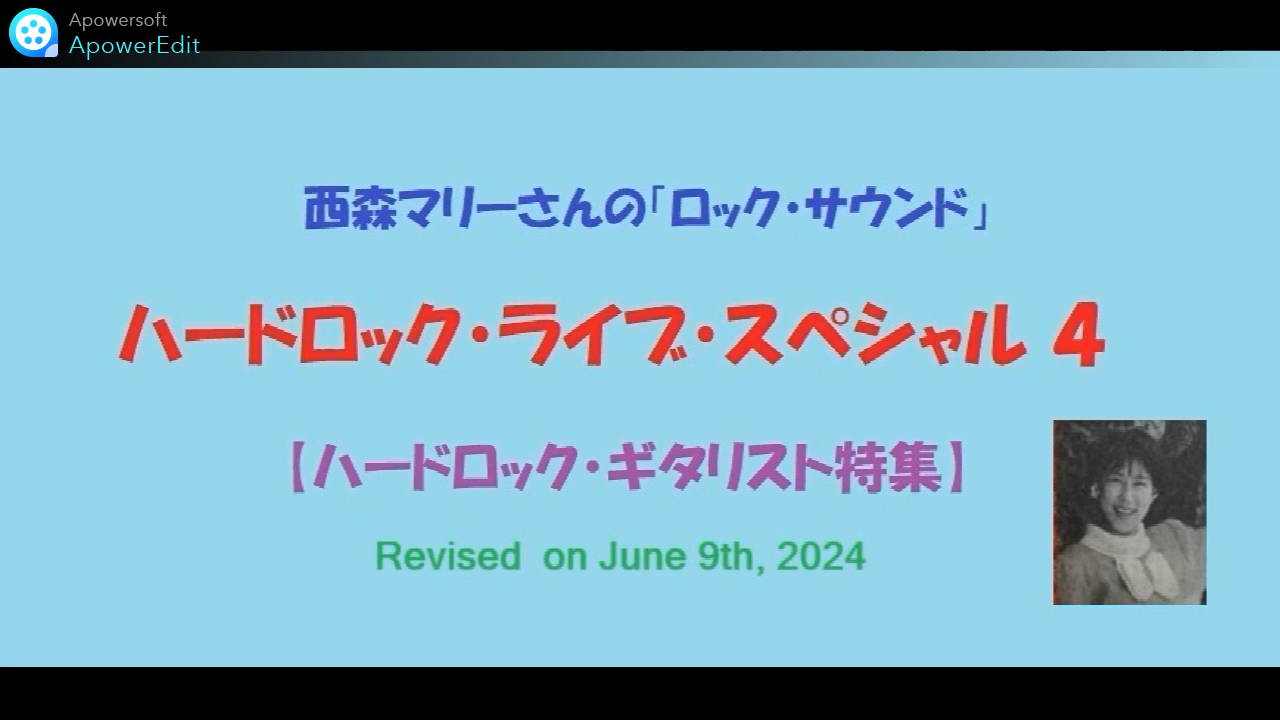 Apowersoft
ApowerEdit
西森マリーさんの「ロック・サウンド」
ハードロック・ライブ・スペシャル 4
【ハードロック・ギタリスト特集】
Revised on June 9th, 2024